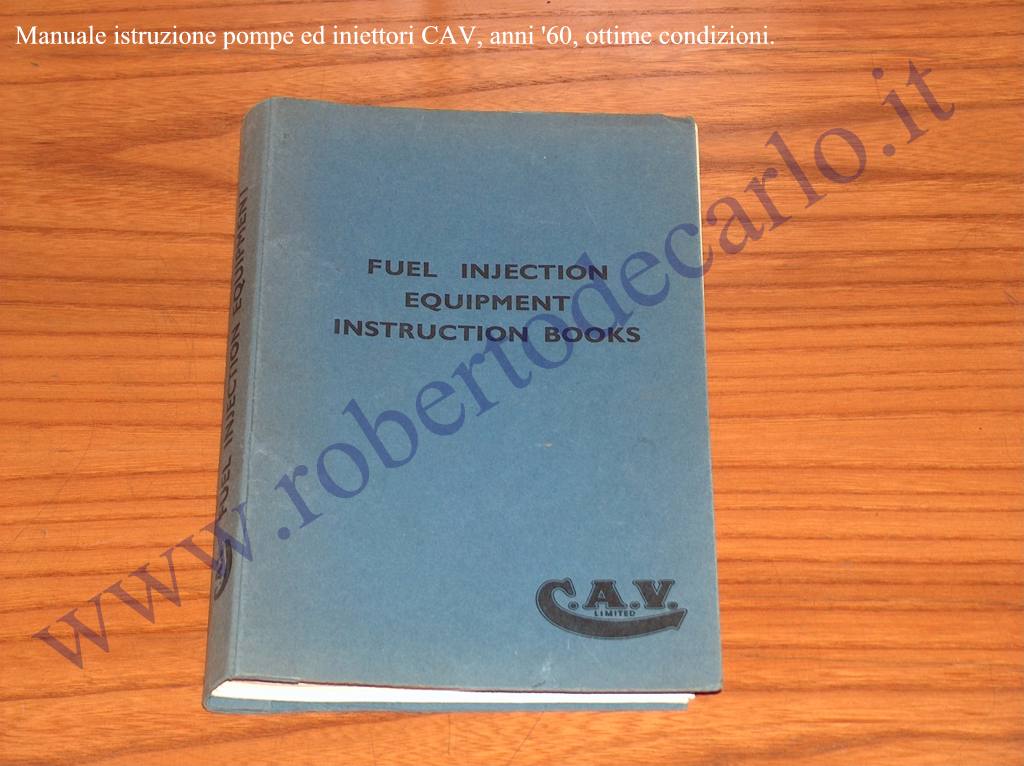 Manuale istruzione pompe ed iniettori CAV, anni '60, ottime condizioni.
FUEL INJECTION EQUIPMENT
FUEL INJECTION
EQUIPMENT
INSTRUCTION BOOKS
C.A.V.
LIMITED
www.robertodecarlo.it